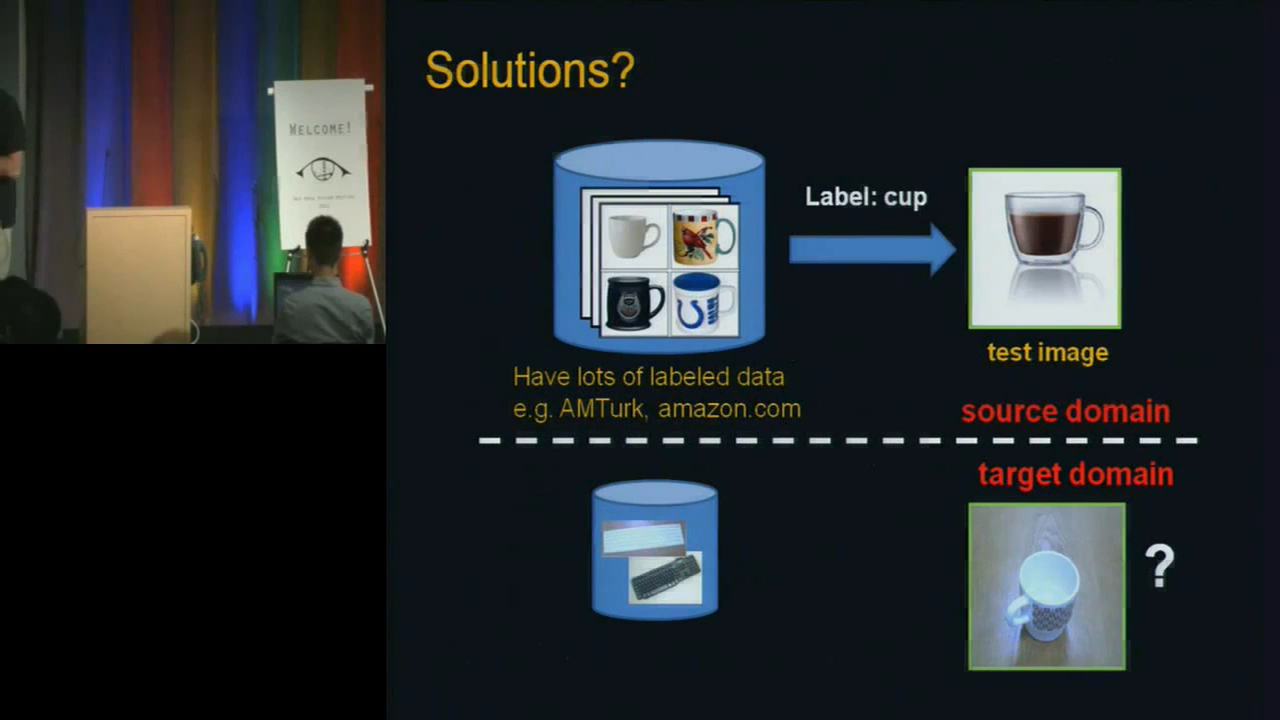 WELCOME!
Solutions?
Label: cup
test image
Have lots of labeled data
e.g. AMTurk, amazon.com
source domain
target domain
?